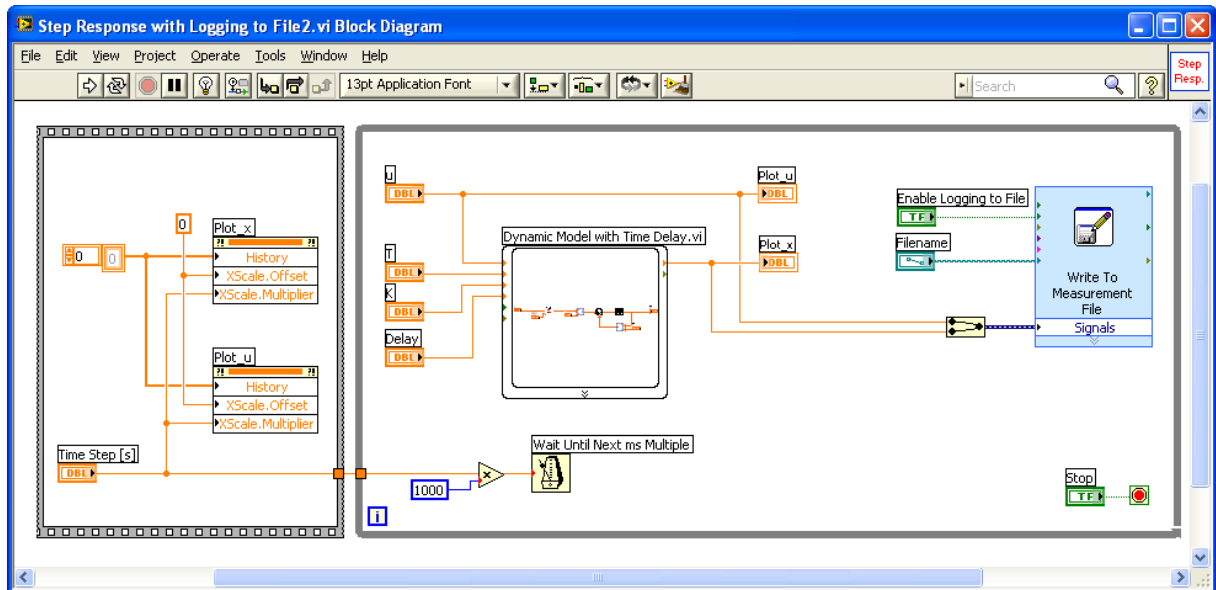 Step Response with Logging to File2.vi Block Diagram
File Edit View Project Operate Tools Window Help
Step
Resp.
13pt Application Font
Search
?
u
DBL
T
DBL
K
DBL
Delay
DBL
Dynamic Model with Time Delay.vi
Plot_u
DBL
Plot_x
DBL
Enable Logging to File
TF
Filename
Write To
Measurement
File
Signals
0
0
0
Plot_x
History
XScale.Offset
XScale.Multiplier
Plot_u
History
XScale.Offset
XScale.Multiplier
Time Step [s]
DBL
Wait Until Next ms Multiple
1000
x
i
Stop
TF